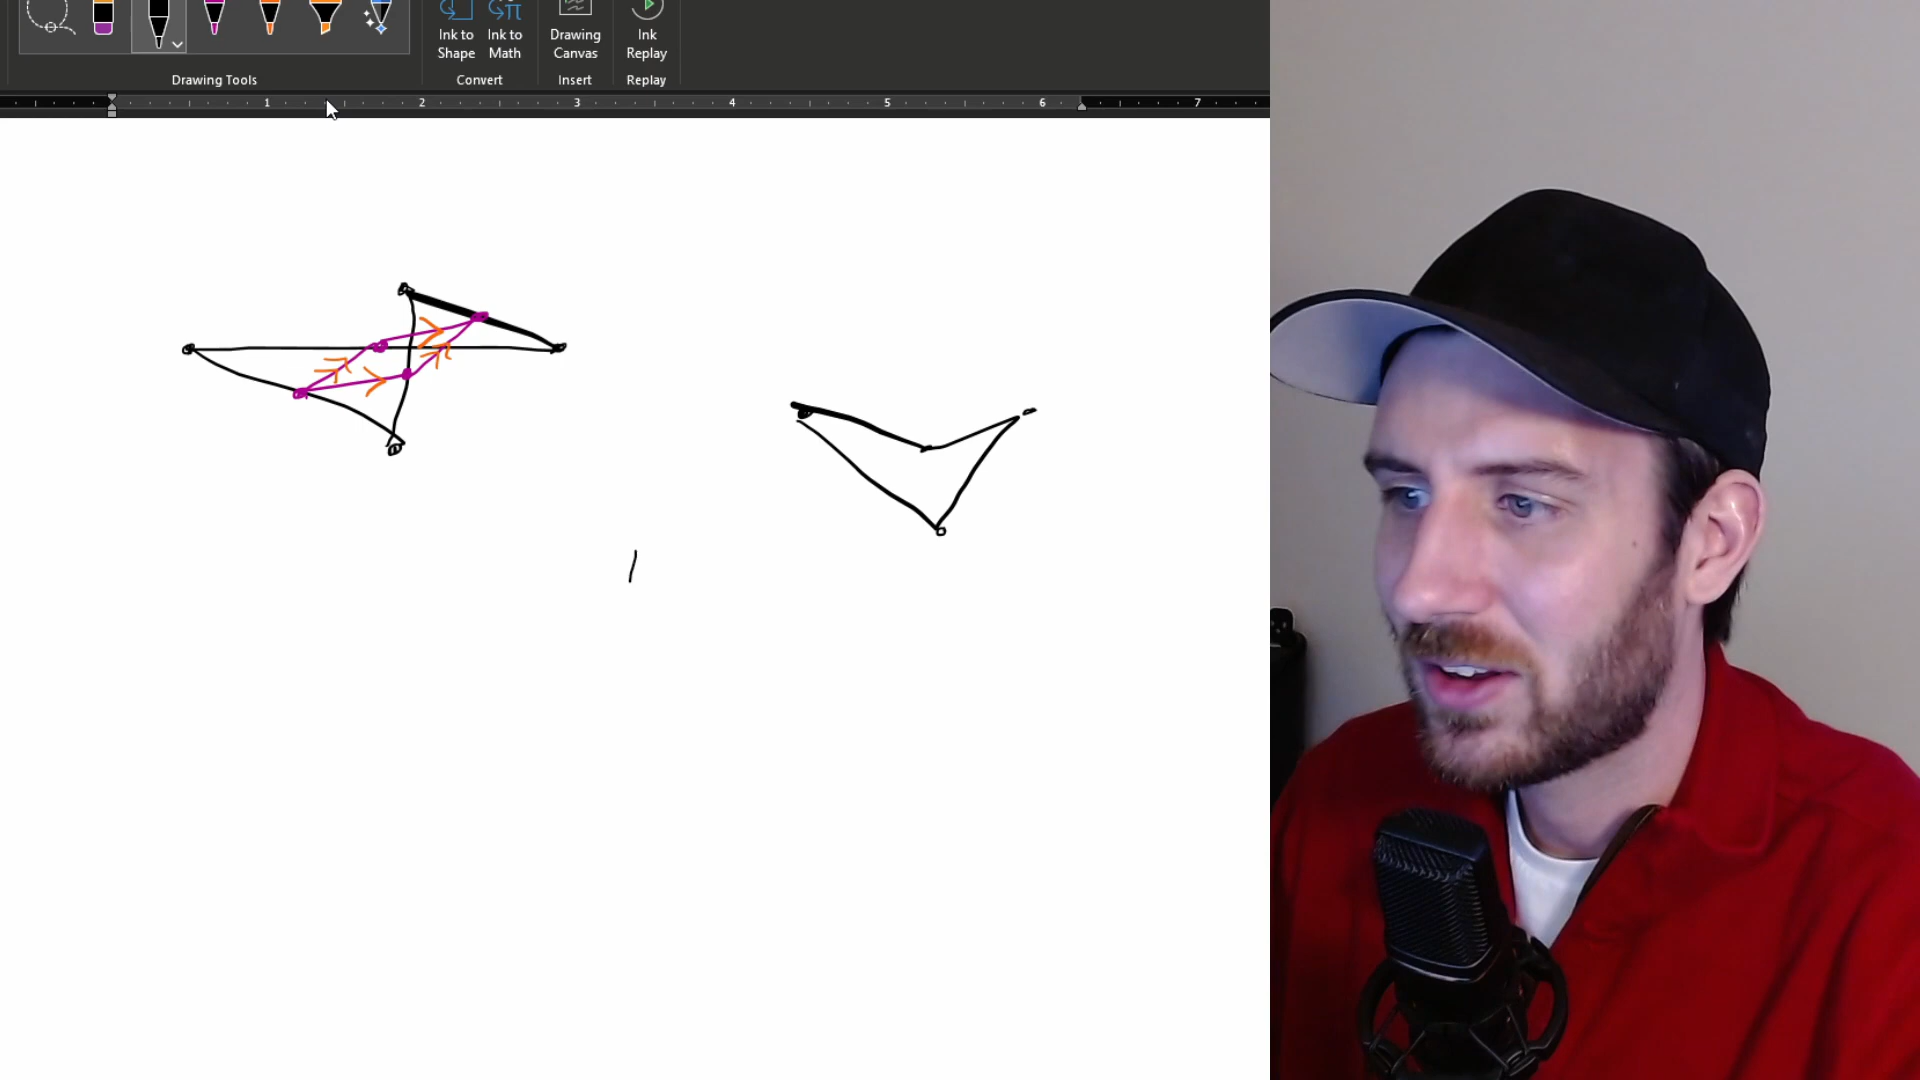 Ink to Shape
Ink to Math
Drawing Canvas
Ink Replay
Drawing Tools
Convert
Insert
Replay
1 2 3 4 5 6 7